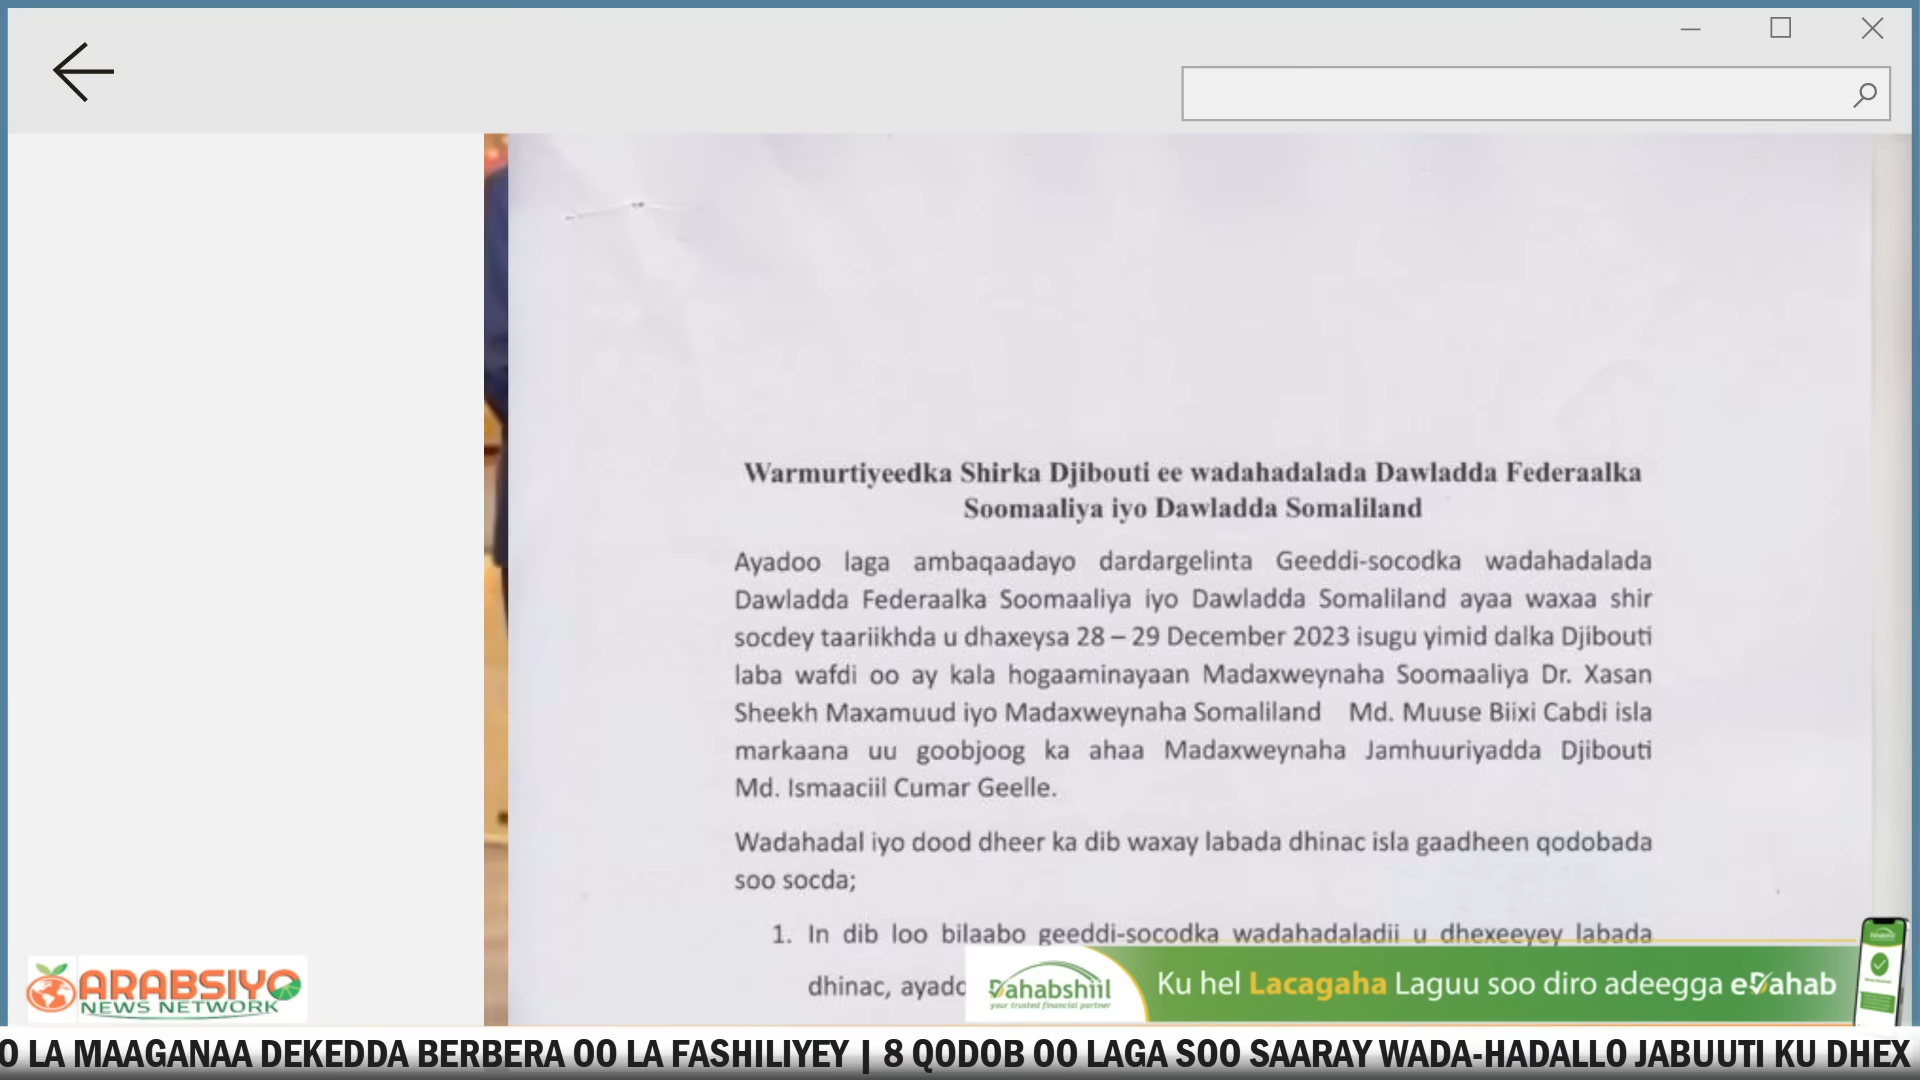 Warmurtiyeedka Shirka Djibouti ee wadahadalada Dawladda Federaalka
Soomaaliya iyo Dawladda Somaliland
Ayadoo laga ambaqaadayo dardargelinta Geeddi-socodka wadahadalada
Dawladda Federaalka Soomaaliya iyo Dawladda Somaliland ayaa waxaa shir
socdey taariikhda u dhaxeysa 28 – 29 December 2023 isugu yimid dalka Djibouti
laba wafdi oo ay kala hogaaminayaan Madaxweynaha Soomaaliya Dr. Xasan
Sheekh Maxamuud iyo Madaxweynaha Somaliland Md. Muuse Biixi Cabdi isla
markaana uu goobjoog ka ahaa Madaxweynaha Jamhuuriyadda Djibouti
Md. Ismaaciil Cumar Geelle.
Wadahadal iyo dood dheer ka dib waxay labada dhinac isla gaadheen qodobada
soo socda;
1. In dib loo bilaabo geeddi-socodka wadahadaladii u dhexeeyey labada
dhinac,
ARABSIYO
NEWS NETWORK
Dahabshiil
your trusted financial partner
Ku hel Lacagaha Laguu soo diro adeegga eDahab
O LA MAAGANAA DEKEDDA BERBERA OO LA FASHILIYEY | 8 QODOB OO LAGA SOO SAARAY WADA-HADALLO JABUUTI KU DHEX